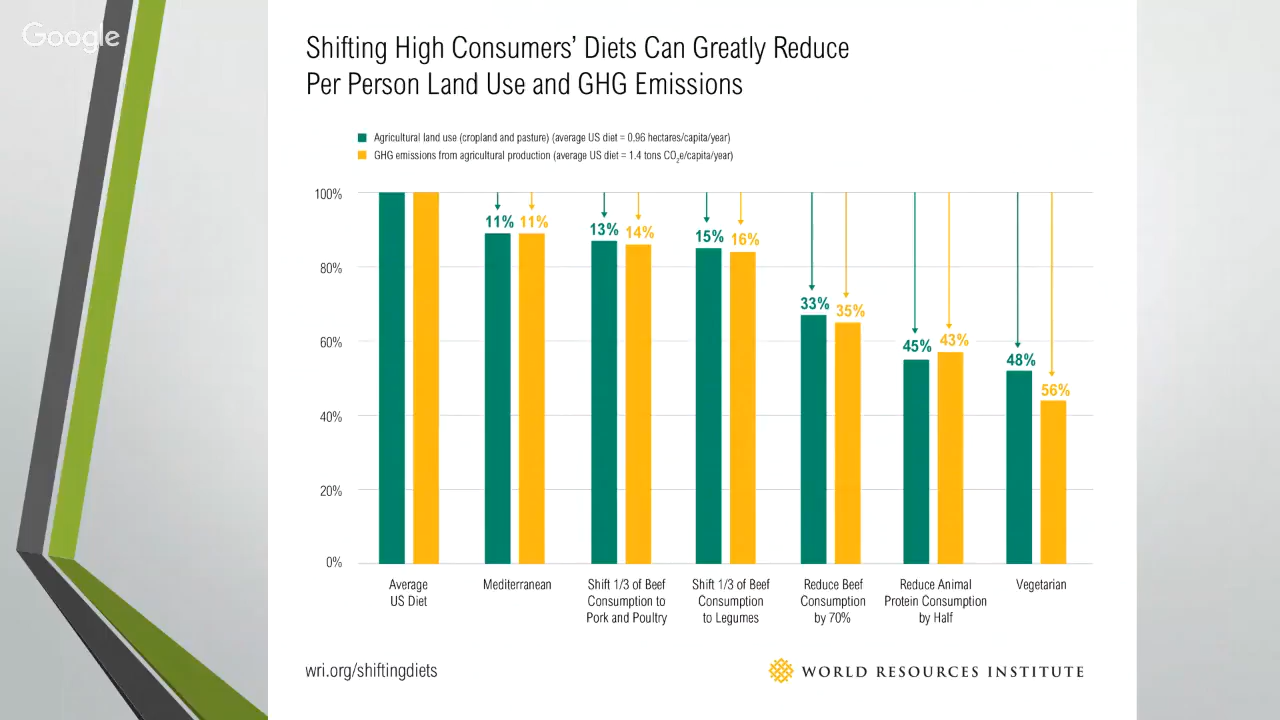 Google
Shifting High Consumers' Diets Can Greatly Reduce
Per Person Land Use and GHG Emissions
Agricultural land use (cropland and pasture) (average US diet = 0.96 hectares/capita/year)
GHG emissions from agricultural production (average US diet = 1.4 tons CO₂e/capita/year)
100%
80%
60%
40%
20%
0%
11% 11%
13% 14%
15% 16%
33% 35%
45% 43%
48% 56%
Average
US Diet
Mediterranean
Shift 1/3 of Beef
Consumption to
Pork and Poultry
Shift 1/3 of Beef
Consumption
to Legumes
Reduce Beef
Consumption
by 70%
Reduce Animal
Protein Consumption
by Half
Vegetarian
wri.org/shiftingdiets
WORLD RESOURCES INSTITUTE